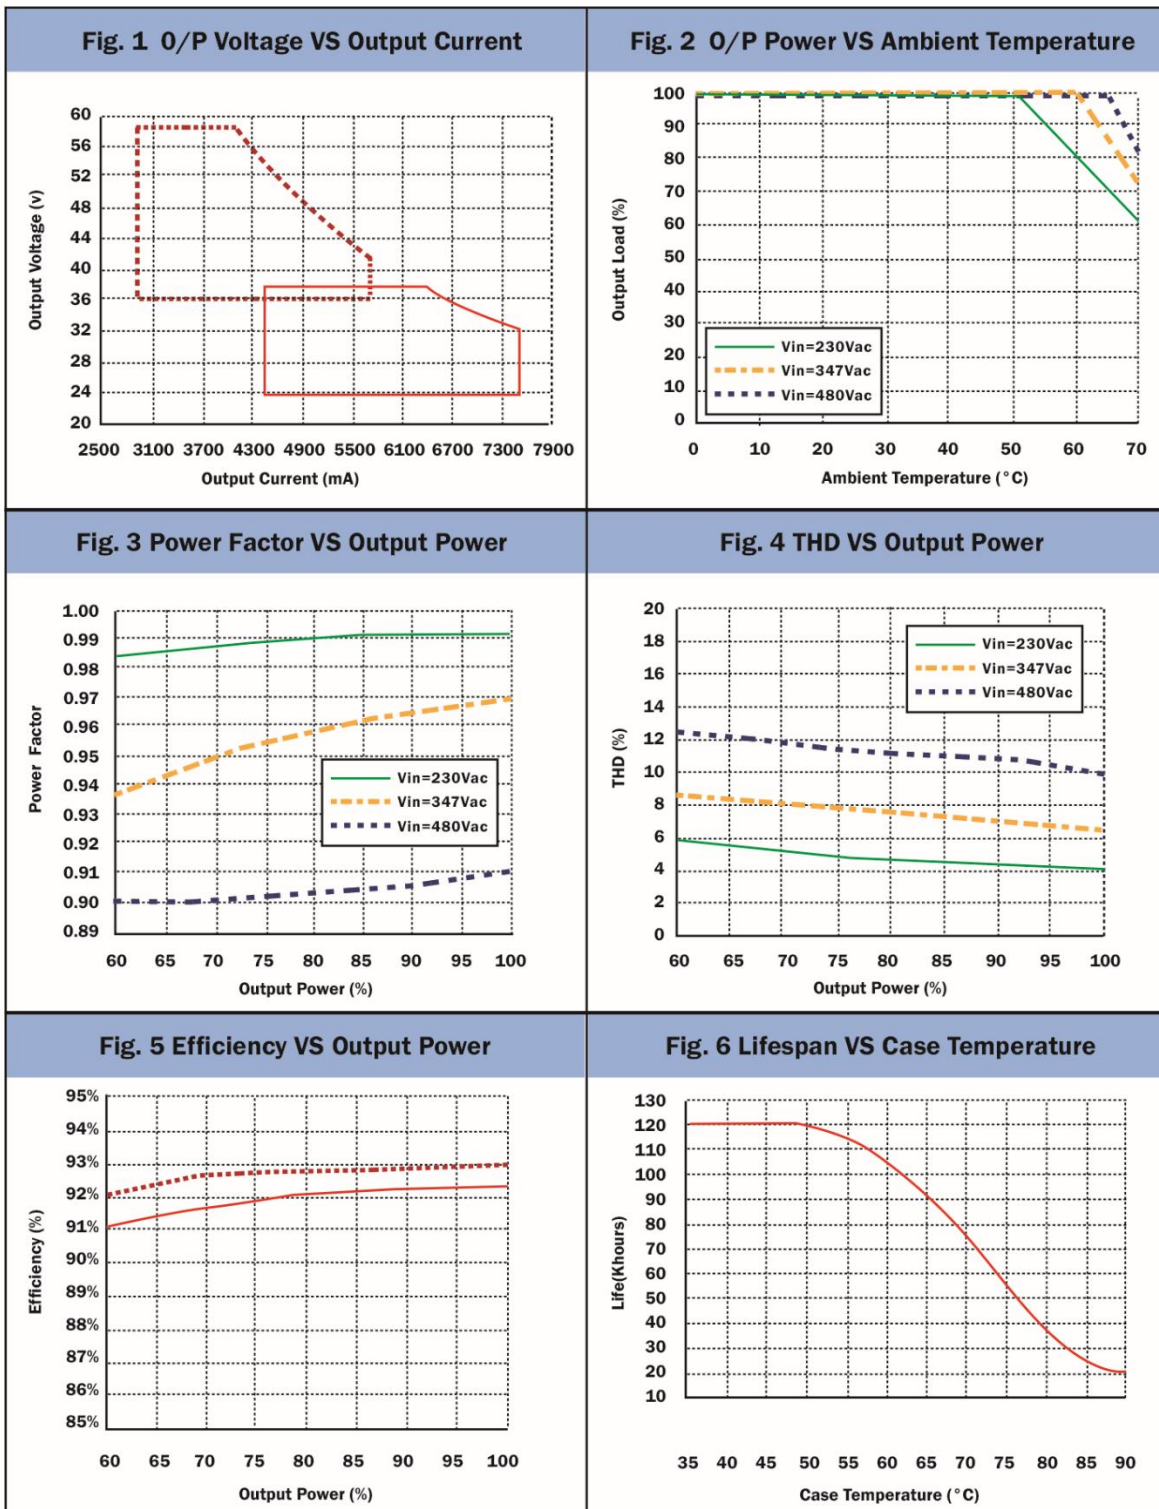 Fig. 1 O/P Voltage VS Output Current
60
56
52
48
44
40
36
32
28
24
20
Output Voltage (v)
2500 3100 3700 4300 4900 5500 6100 6700 7300 7900
Output Current (mA)
Fig. 2 O/P Power VS Ambient Temperature
100
90
80
70
60
50
40
30
20
10
0
Output Load (%)
Vin=230Vac
Vin=347Vac
Vin=480Vac
0 10 20 30 40 50 60 70
Ambient Temperature (°C)
Fig. 3 Power Factor VS Output Power
1.00
0.99
0.98
0.97
0.96
0.95
0.94
0.93
0.92
0.91
0.90
0.89
Power Factor
Vin=230Vac
Vin=347Vac
Vin=480Vac
60 65 70 75 80 85 90 95 100
Output Power (%)
Fig. 4 THD VS Output Power
20
18
16
14
12
10
8
6
4
2
0
THD (%)
Vin=230Vac
Vin=347Vac
Vin=480Vac
60 65 70 75 80 85 90 95 100
Output Power (%)
Fig. 5 Efficiency VS Output Power
95%
94%
93%
92%
91%
90%
89%
88%
87%
86%
85%
Efficiency (%)
60 65 70 75 80 85 90 95 100
Output Power (%)
Fig. 6 Lifespan VS Case Temperature
130
120
110
100
90
80
70
60
50
40
30
20
10
Life(Khours)
35 40 45 50 55 60 65 70 75 80 85 90
Case Temperature (°C)